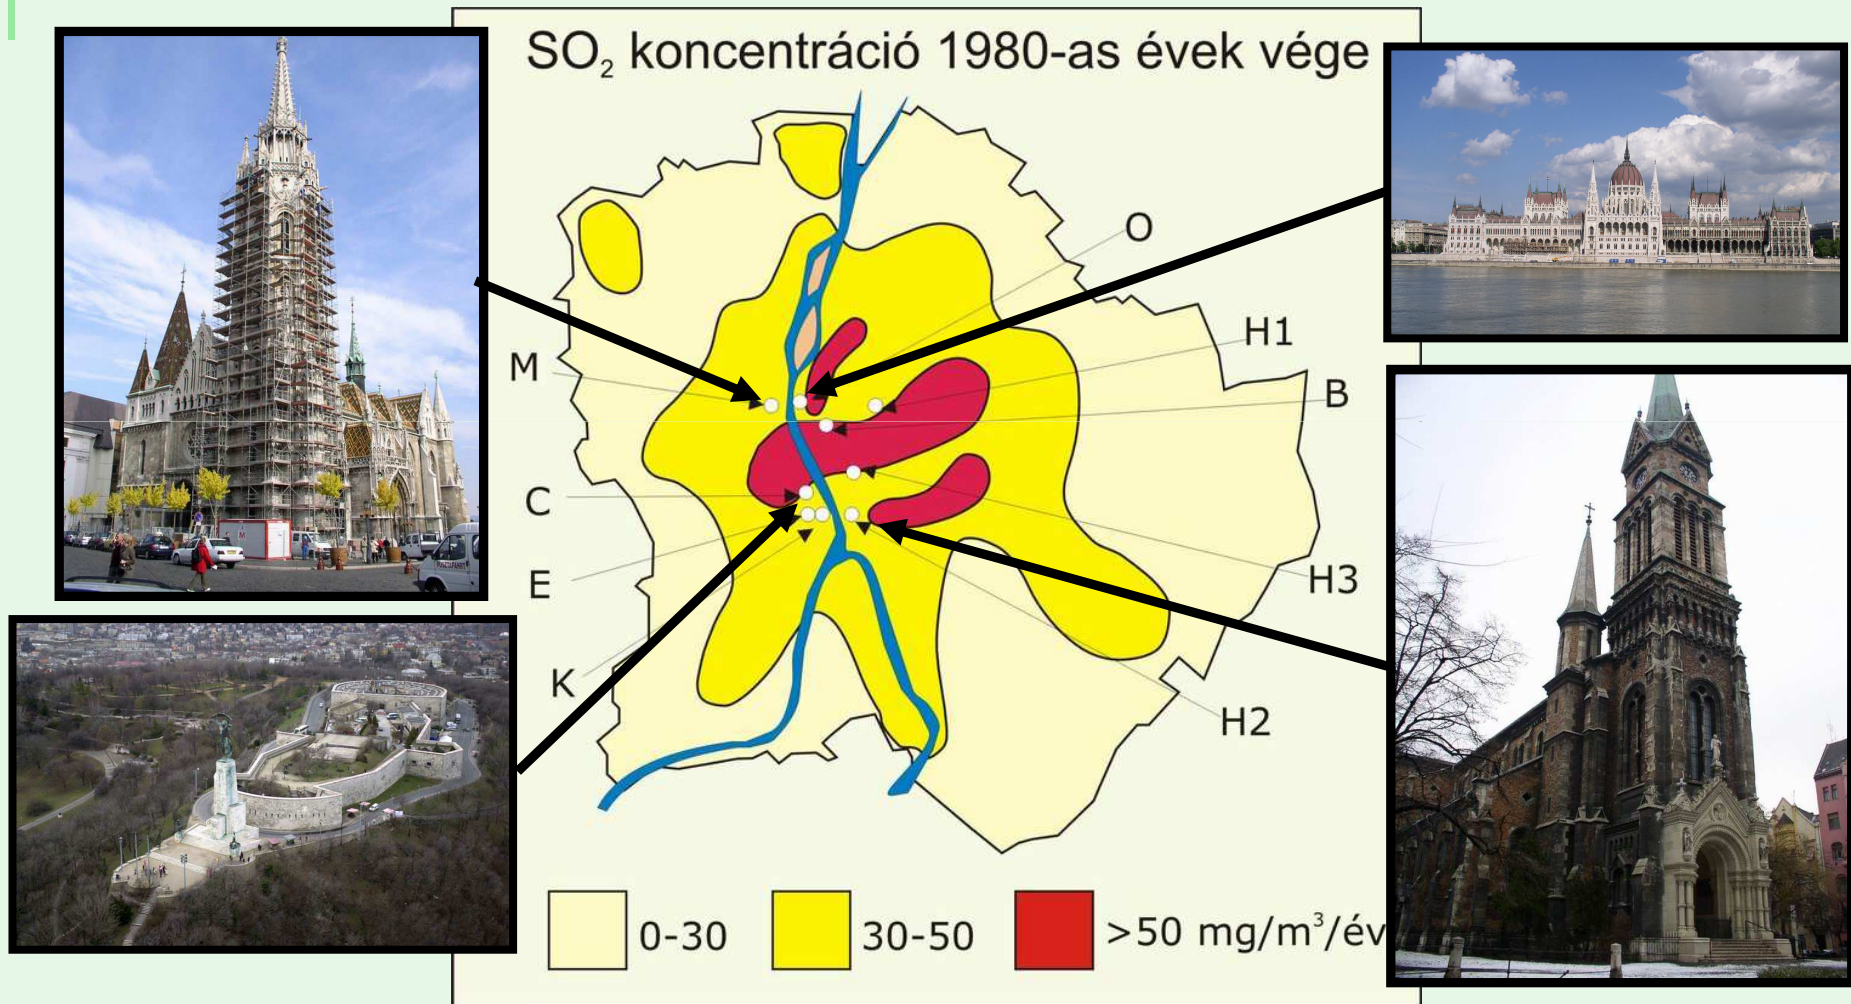 SO₂ koncentráció 1980-as évek vége
O
H1
M
B
C
E
H3
K
H2
0-30
30-50
>50 mg/m³/év